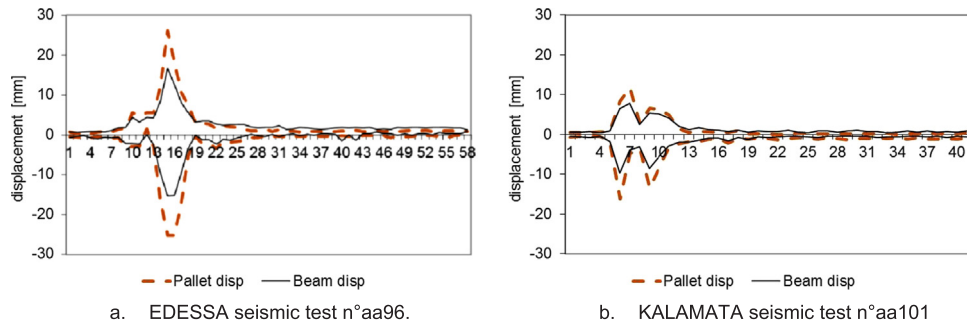 30
20
10
0
-10
-20
-30
displacement [mm]
1 4 7 10 13 16 19 22 25 28 31 34 37 40 43 46 49 52 55 58
Pallet disp Beam disp
a. EDESSA seismic test n°aa96.
30
20
10
0
-10
-20
-30
displacement [mm]
1 4 7 10 13 16 19 22 25 28 31 34 37 40
Pallet disp Beam disp
b. KALAMATA seismic test n°aa101